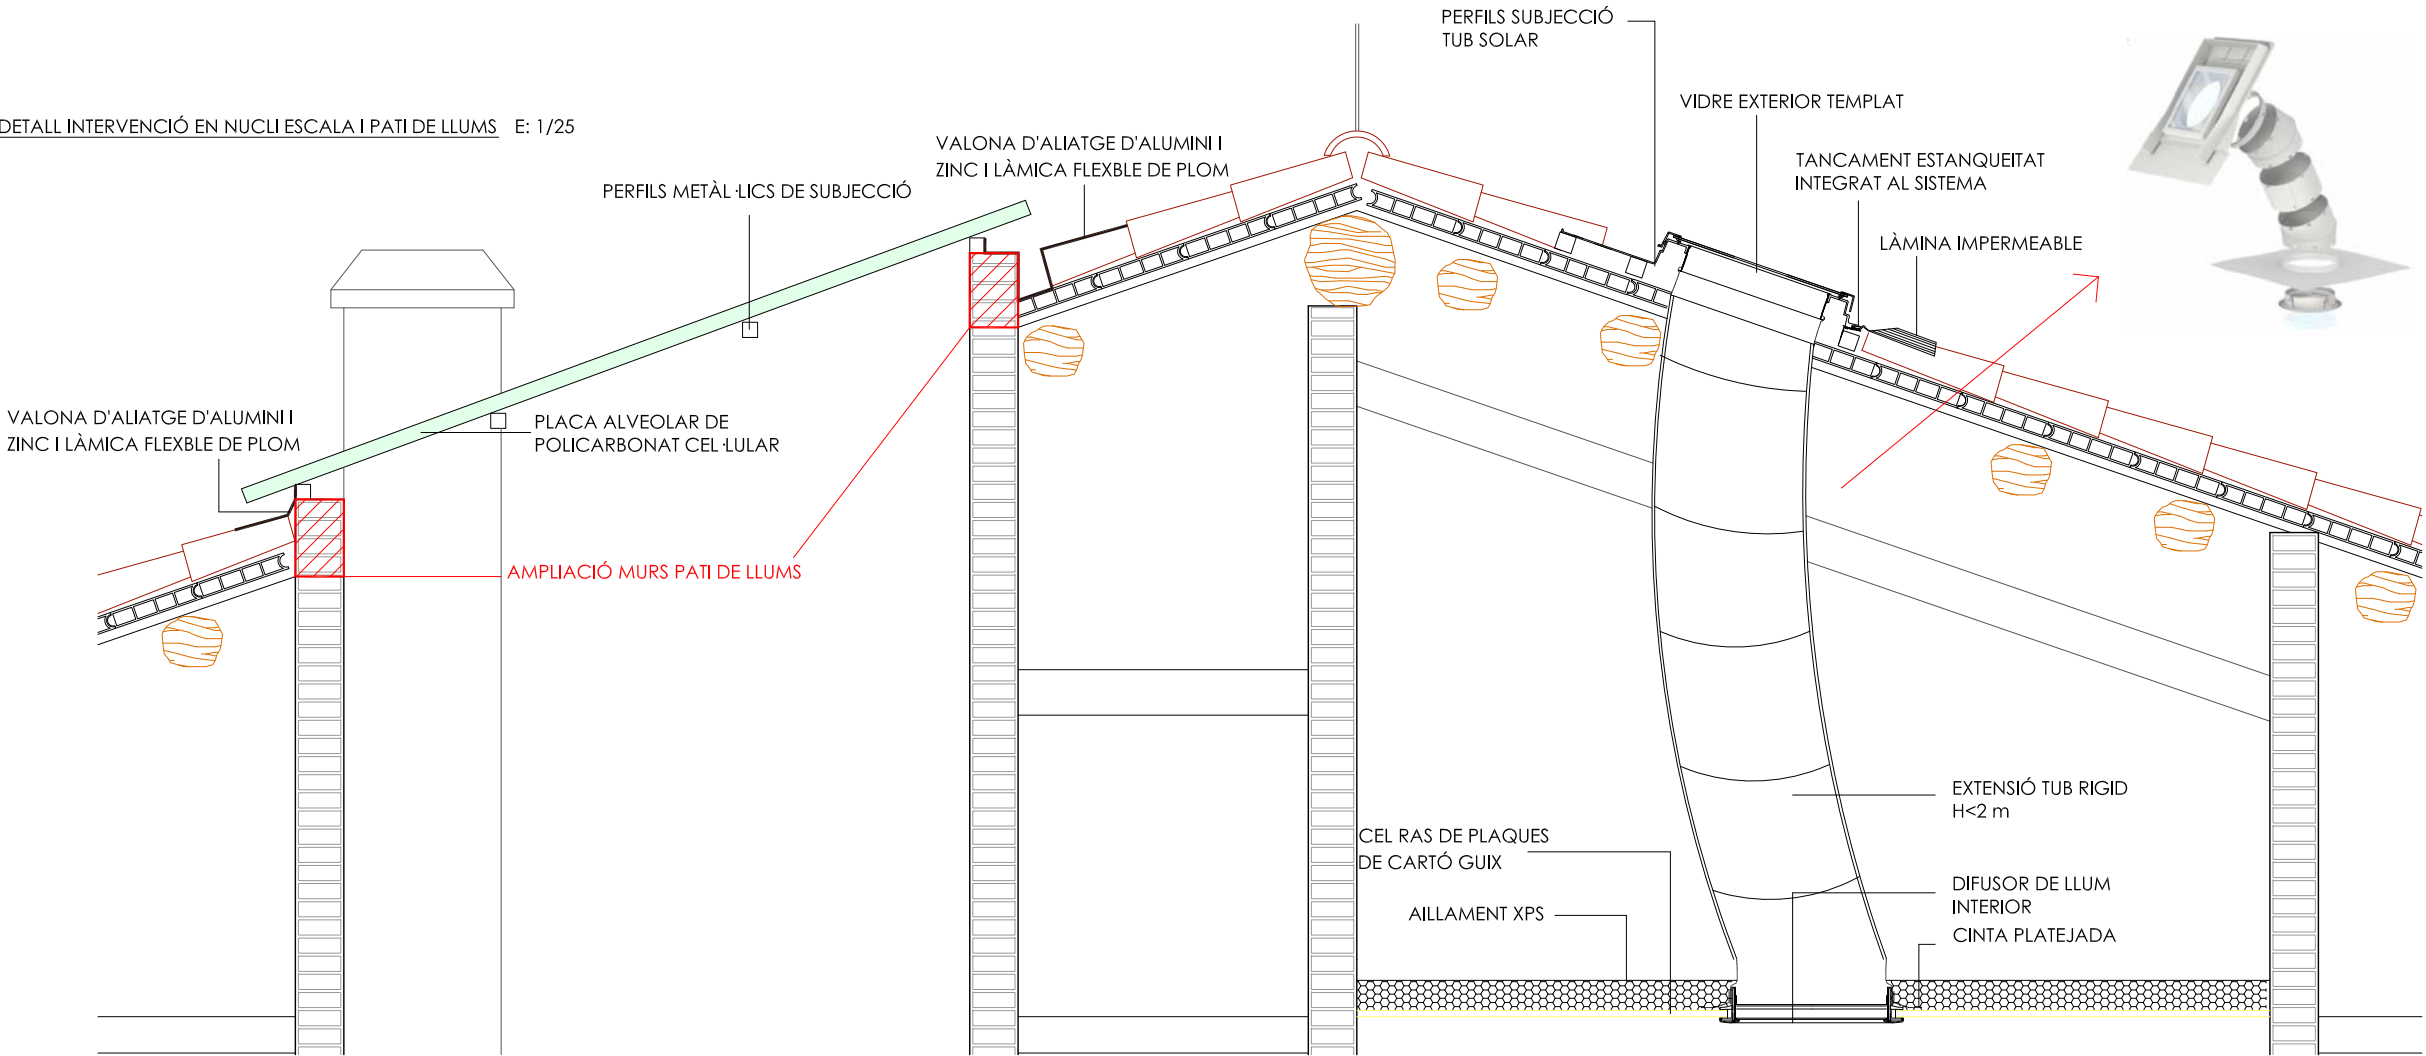 PERFILS SUBJECCIÓ
TUB SOLAR
VIDRE EXTERIOR TEMPLAT
DETALL INTERVENCIÓ EN NUCLI ESCALA I PATI DE LLUMS E: 1/25
VALONA D'ALIATGE D'ALUMINI I
ZINC I LÀMICA FLEXBLE DE PLOM
TANCAMENT ESTANQUEITAT
INTEGRAT AL SISTEMA
PERFILS METÀL·LICS DE SUBJECCIÓ
LÀMINA IMPERMEABLE
VALONA D'ALIATGE D'ALUMINI I
ZINC I LÀMICA FLEXBLE DE PLOM
PLACA ALVEOLAR DE
POLICARBONAT CEL·LULAR
AMPLIACIÓ MURS PATI DE LLUMS
EXTENSIÓ TUB RIGID
H<2 m
CEL RAS DE PLAQUES
DE CARTÓ GUIX
DIFUSOR DE LLUM
INTERIOR
AILLAMENT XPS
CINTA PLATEJADA